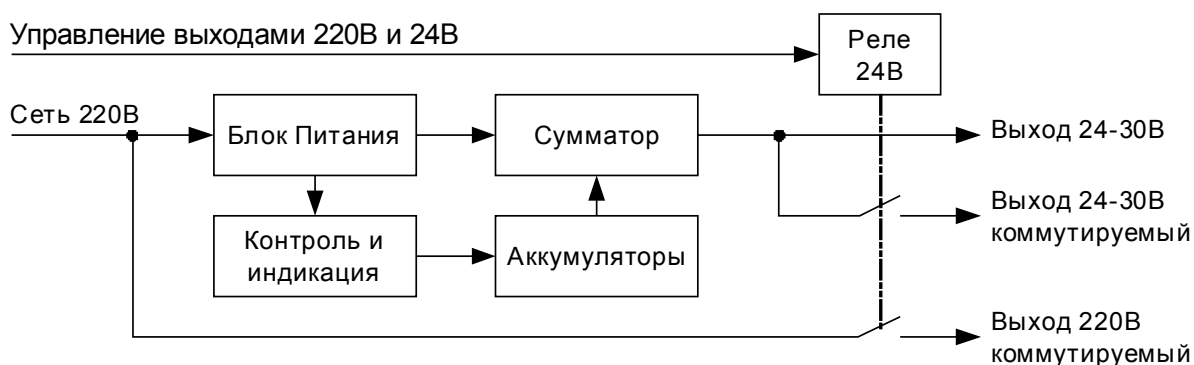 Управление выходами 220В и 24В
Реле
24В
Сеть 220В
Блок Питания
Сумматор
Выход 24-30В
Контроль и
индикация
Аккумуляторы
Выход 24-30В
коммутируемый
Выход 220В
коммутируемый